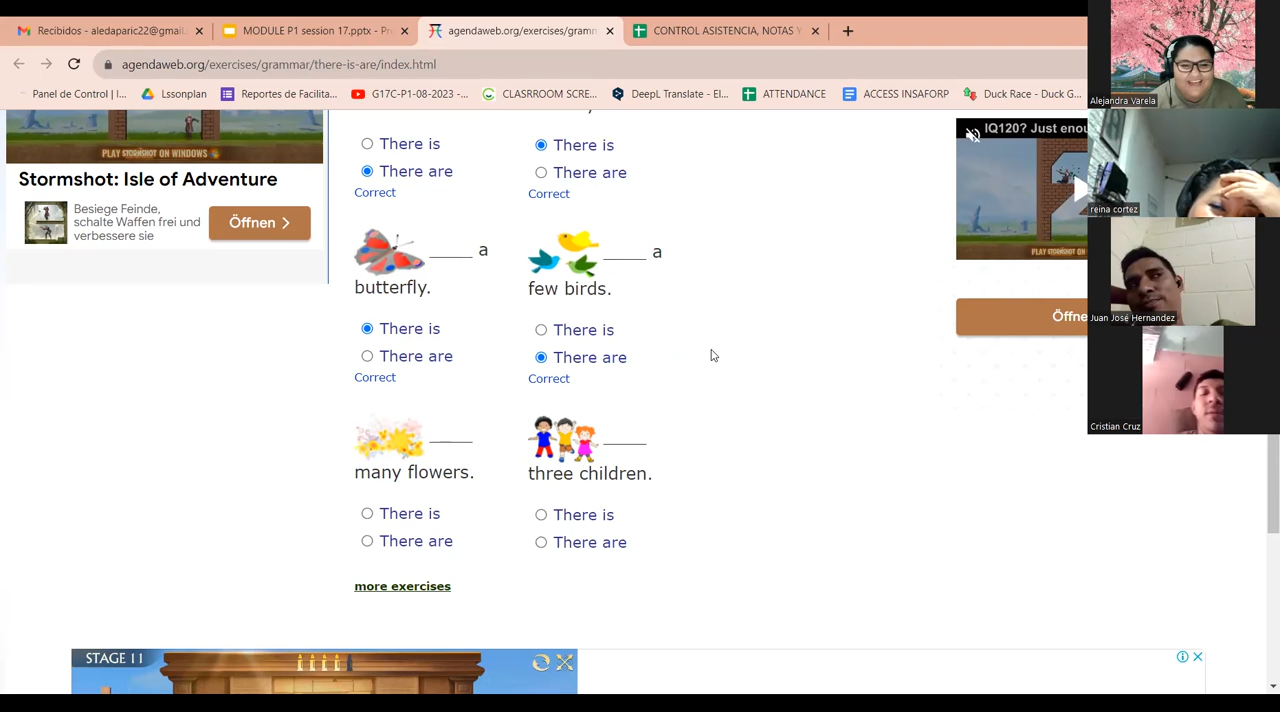 Recibidos - aledaparic22@gmail.
MODULE P1 session 17.pptx - Pr
agendaweb.org/exercises/gramm
CONTROL ASISTENCIA, NOTAS Y
agendaweb.org/exercises/grammar/there-is-are/index.html
Panel de Control | I...
Lssonplan
Reportes de Facilita...
G17C-P1-08-2023 -...
CLASRROOM SCRE...
DeepL Translate - El...
ATTENDANCE
ACCESS INSAFORP
Duck Race - Duck G...
Alejandra Varela
reina cortez
Juan José Hernandez
Cristian Cruz
PLAY STORMSHOT ON WINDOWS
Stormshot: Isle of Adventure
Besiege Feinde,
schalte Waffen frei und
verbessere sie
Öffnen >
There is
There are
Correct
There is
There are
Correct
_____ a
butterfly.
There is
There are
Correct
_____ a
few birds.
There is
There are
Correct
_____
many flowers.
There is
There are
_____
three children.
There is
There are
more exercises
IQ120? Just enou
Öffne
STAGE 11